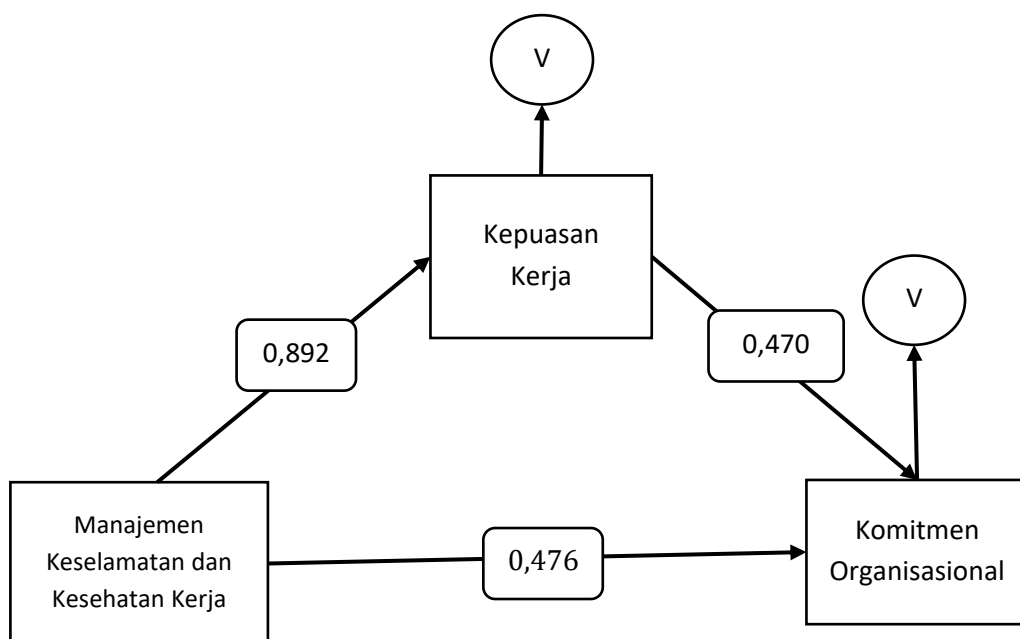 V
Kepuasan
Kerja
V
0,892
0,470
Manajemen
Keselamatan dan
Kesehatan Kerja
0,476
Komitmen
Organisasional